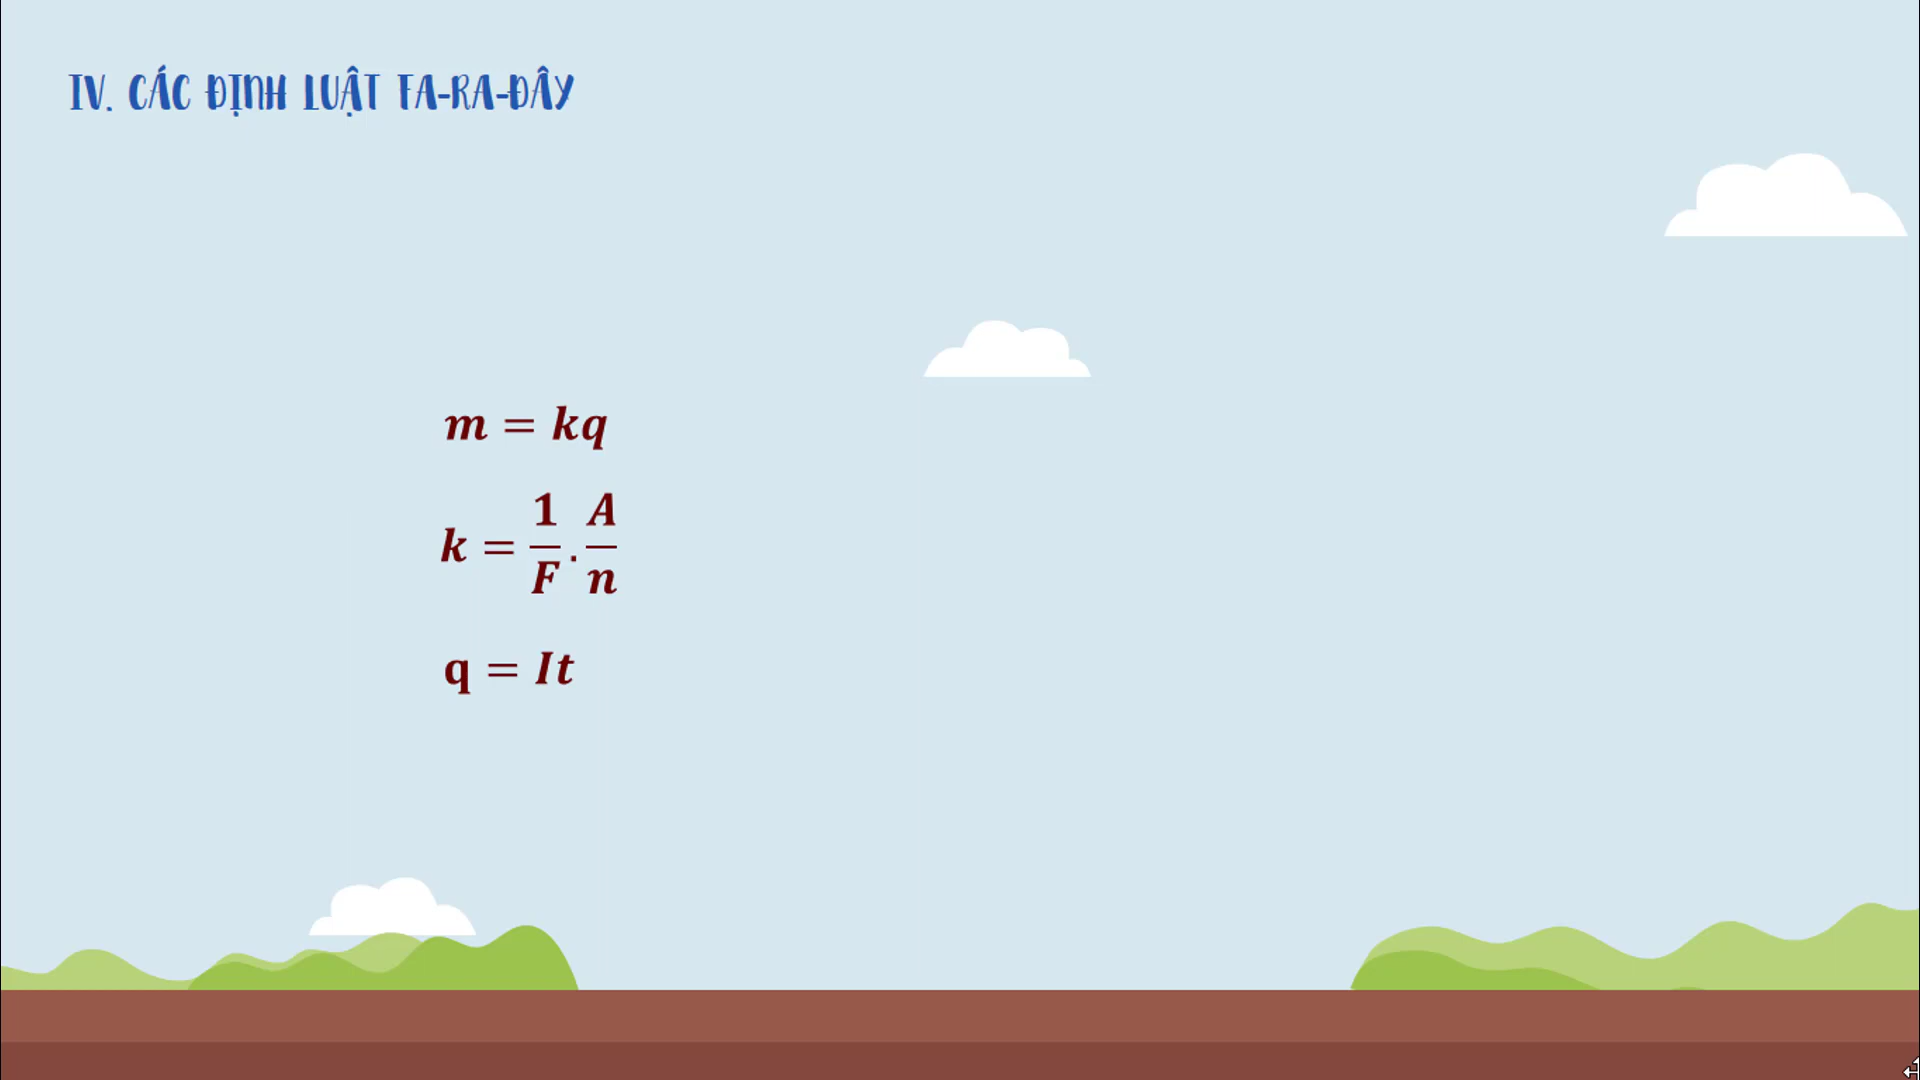 IV. CÁC ĐỊNH LUẬT FA-RA-ĐÂY
m = kq
k = 1/F . A/n
q = It